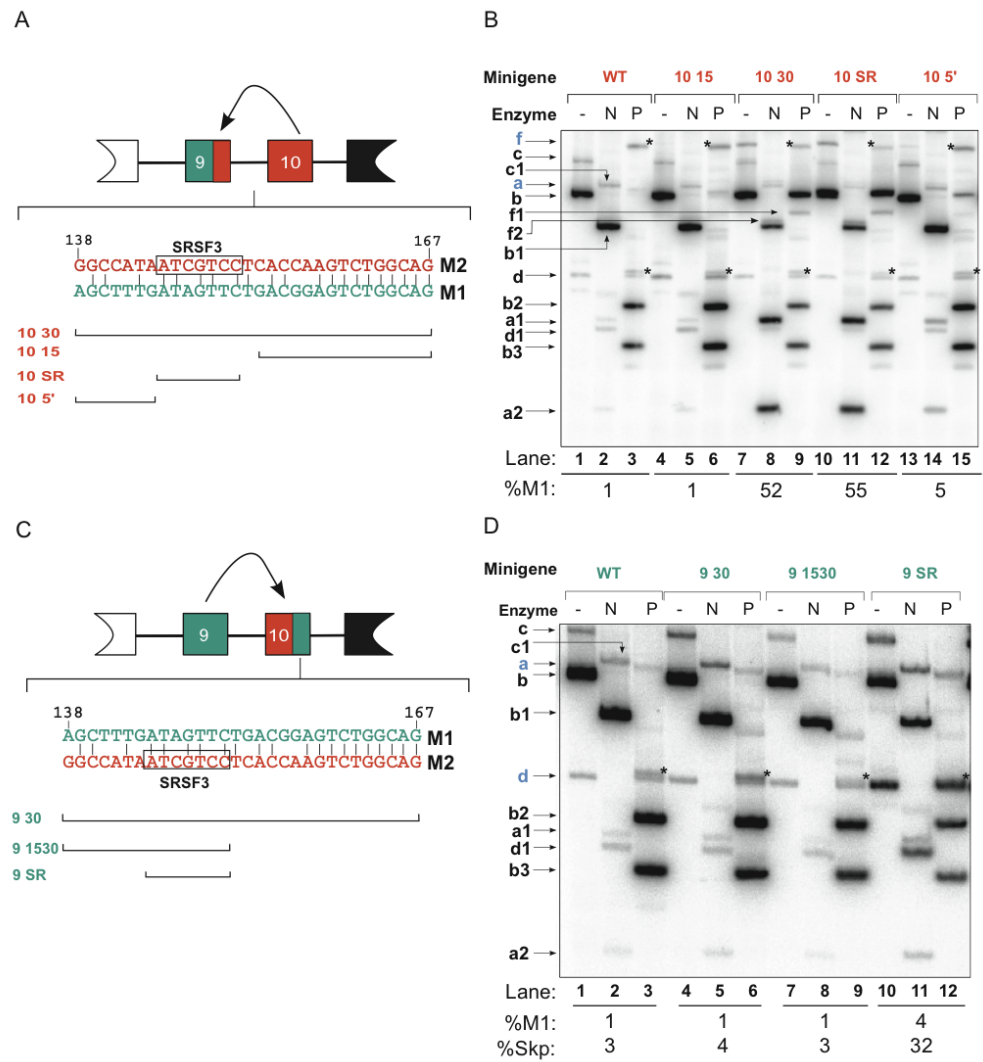 A
9
10
138 167
SRSF3
GGCCATAATCGTCCTCACCAAGTCTGGCAG M2
AGCTTTGATAGTTCTGACGGAGTCTGGCAG M1
10 30
10 15
10 SR
10 5'
B
Minigene WT 10 15 10 30 10 SR 10 5'
Enzyme - N P - N P - N P - N P - N P
f
c
c1
a
b
f1
f2
b1
d
b2
a1
d1
b3
a2
* * * * *
* * * * *
Lane: 1 2 3 4 5 6 7 8 9 10 11 12 13 14 15
%M1: 1 1 52 55 5
C
9
10
138 167
AGCTTTGATAGTTCTGACGGAGTCTGGCAG M1
GGCCATAATCGTCCTCACCAAGTCTGGCAG M2
SRSF3
9 30
9 1530
9 SR
D
Minigene WT 9 30 9 1530 9 SR
Enzyme - N P - N P - N P - N P
c
c1
a
b
b1
d
b2
a1
d1
b3
a2
* * * *
Lane: 1 2 3 4 5 6 7 8 9 10 11 12
%M1: 1 1 1 4
%Skp: 3 4 3 32